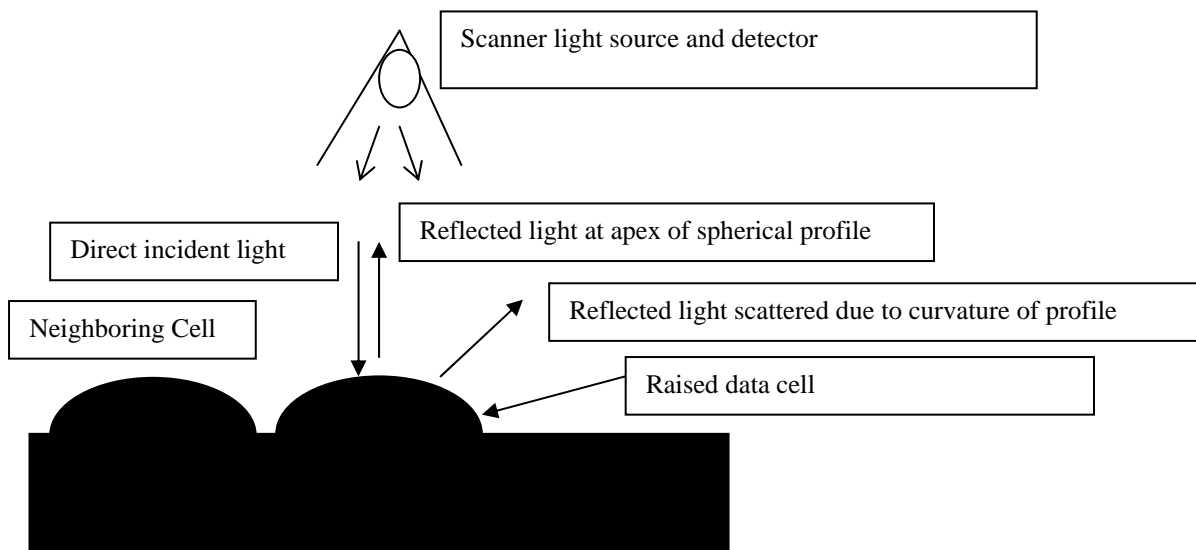 Scanner light source and detector
Reflected light at apex of spherical profile
Direct incident light
Reflected light scattered due to curvature of profile
Neighboring Cell
Raised data cell